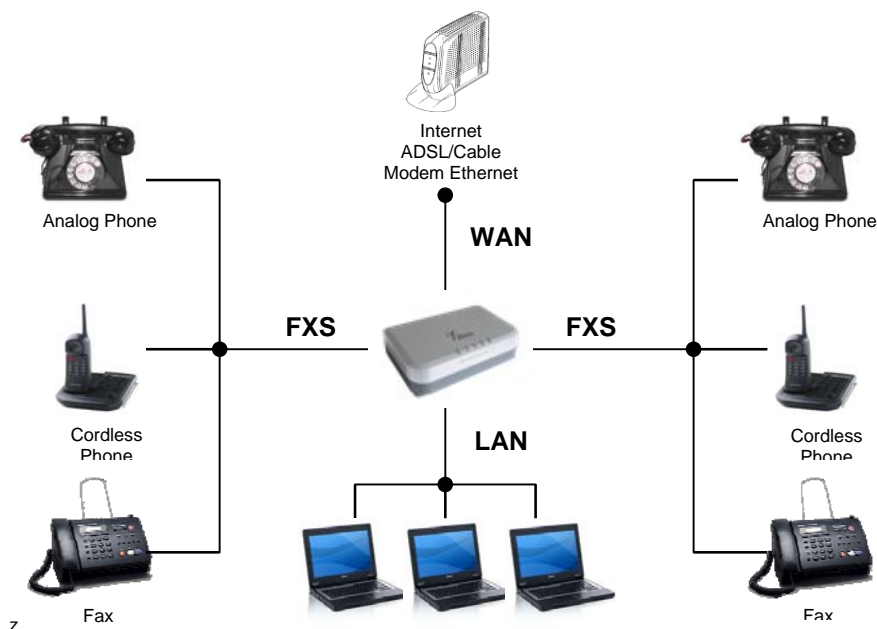 Internet
ADSL/Cable
Modem Ethernet
Analog Phone
Analog Phone
WAN
FXS
FXS
Cordless
Phone
Cordless
Phone
LAN
Fax
Fax
z